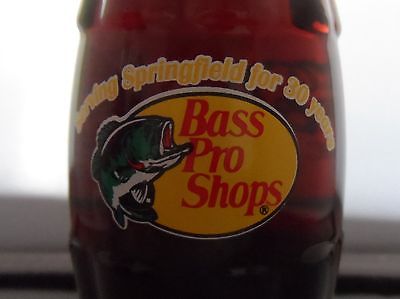 Serving Springfield for 30 years
Bass
Pro
Shops®